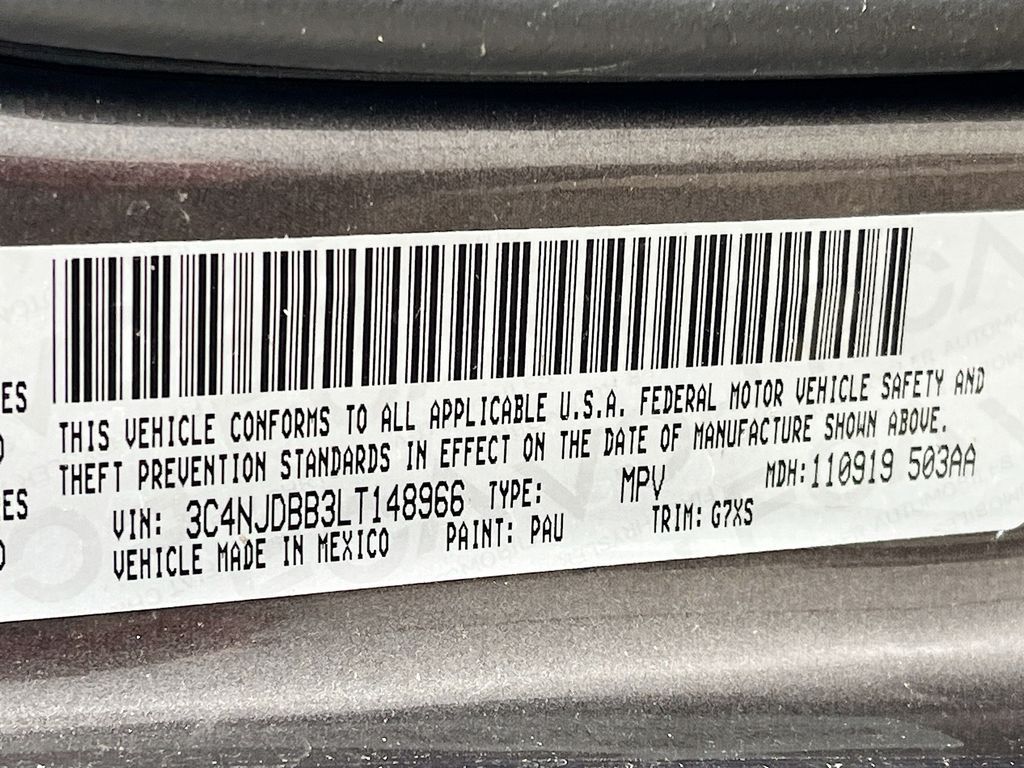 THIS VEHICLE CONFORMS TO ALL APPLICABLE U.S.A. FEDERAL MOTOR VEHICLE SAFETY AND
THEFT PREVENTION STANDARDS IN EFFECT ON THE DATE OF MANUFACTURE SHOWN ABOVE.
VIN: 3C4NJDBB3LT148966 TYPE: MPV MDH: 110919 503AA
VEHICLE MADE IN MEXICO PAINT: PAU TRIM: G7XS